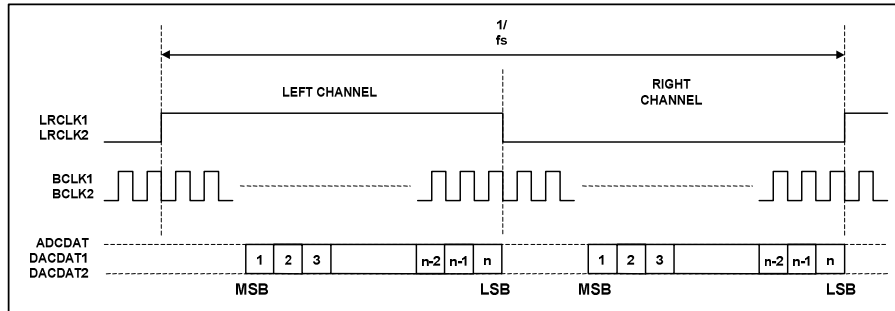 1/
fs
LEFT CHANNEL
RIGHT
CHANNEL
LRCLK1
LRCLK2
BCLK1
BCLK2
ADCDAT
DACDAT1
DACDAT2
1 2 3 n-2 n-1 n 1 2 3 n-2 n-1 n
MSB LSB MSB LSB